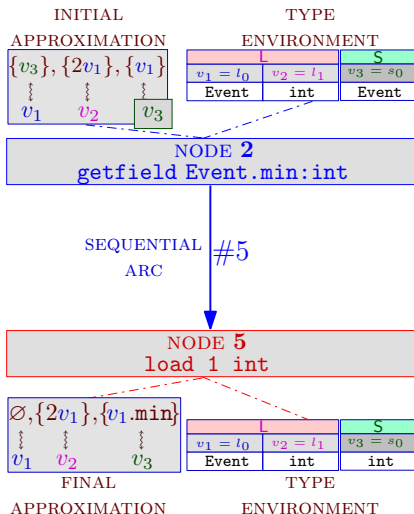 INITIAL TYPE
APPROXIMATION ENVIRONMENT
{v₃},{2v₁},{v₁} L S
v₁ = l₀ v₂ = l₁ v₃ = s₀
v₁ v₂ v₃ Event int Event
NODE 2
getfield Event.min:int
SEQUENTIAL #5
ARC
NODE 5
load 1 int
∅,{2v₁},{v₁.min} L S
v₁ = l₀ v₂ = l₁ v₃ = s₀
v₁ v₂ v₃ Event int int
FINAL TYPE
APPROXIMATION ENVIRONMENT